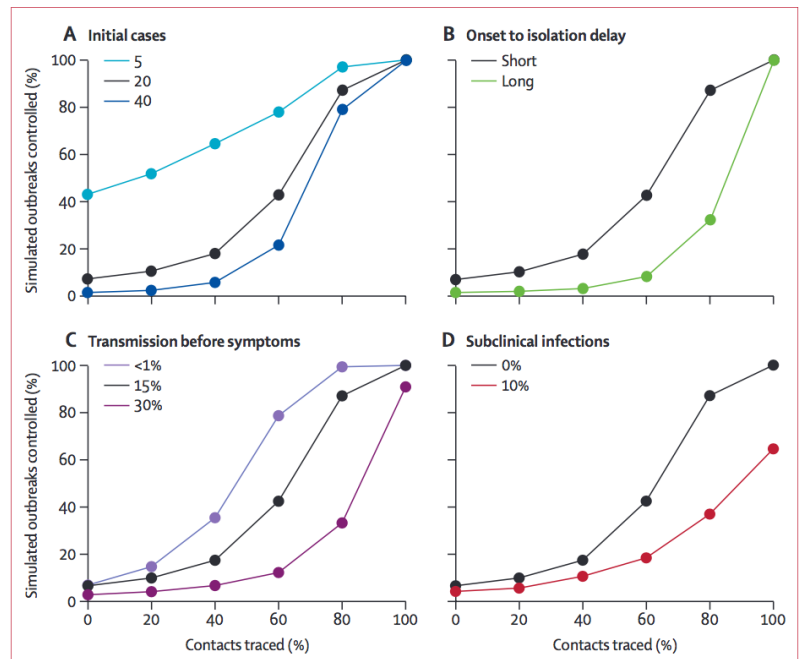 A Initial cases
5
20
40
100
80
60
40
20
0
Simulated outbreaks controlled (%)
B Onset to isolation delay
Short
Long
C Transmission before symptoms
<1%
15%
30%
100
80
60
40
20
0
Simulated outbreaks controlled (%)
0 20 40 60 80 100
Contacts traced (%)
D Subclinical infections
0%
10%
0 20 40 60 80 100
Contacts traced (%)